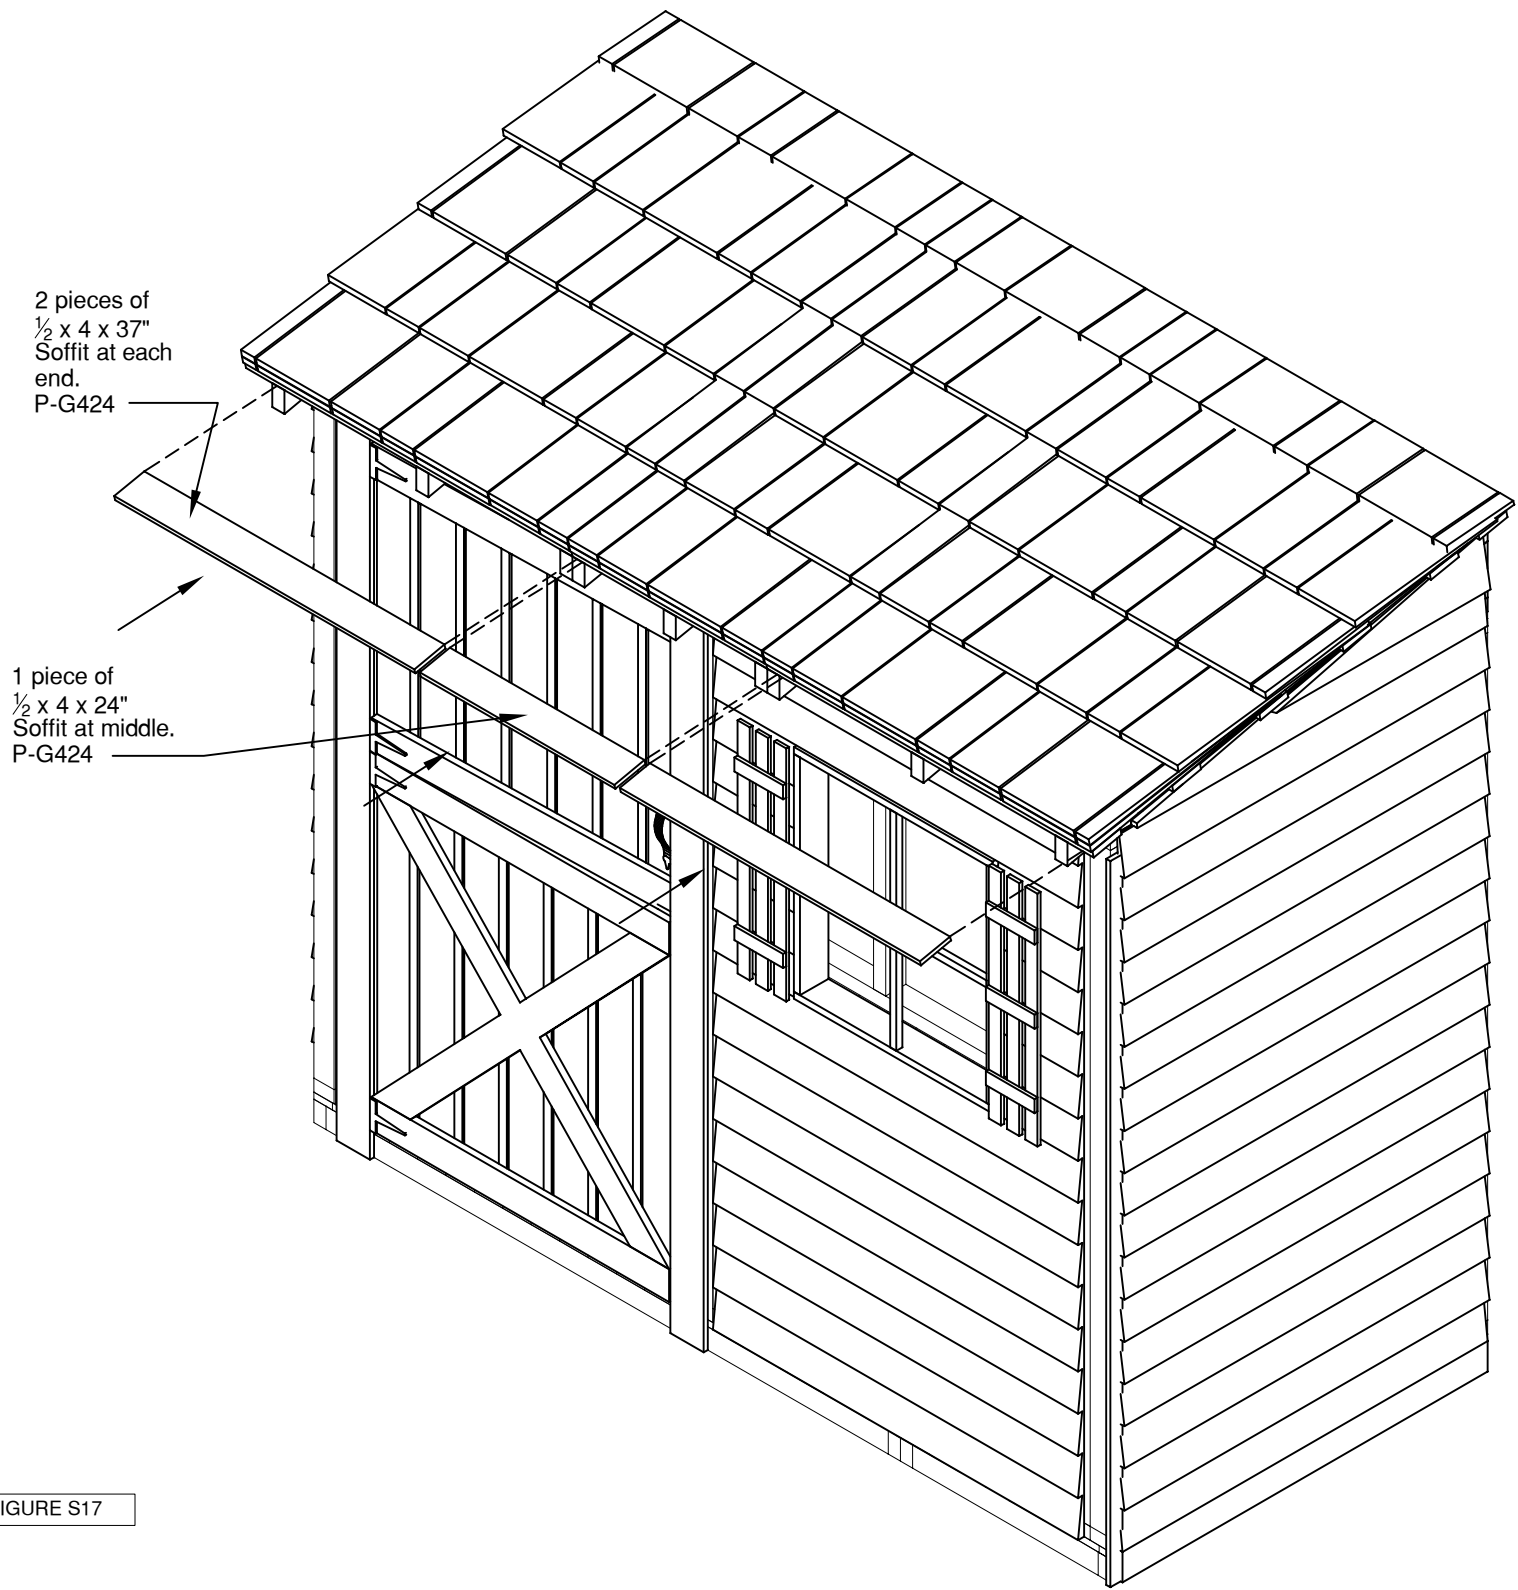 2 pieces of
½ x 4 x 37"
Soffit at each
end.
P-G424
1 piece of
½ x 4 x 24"
Soffit at middle.
P-G424
IGURE S17